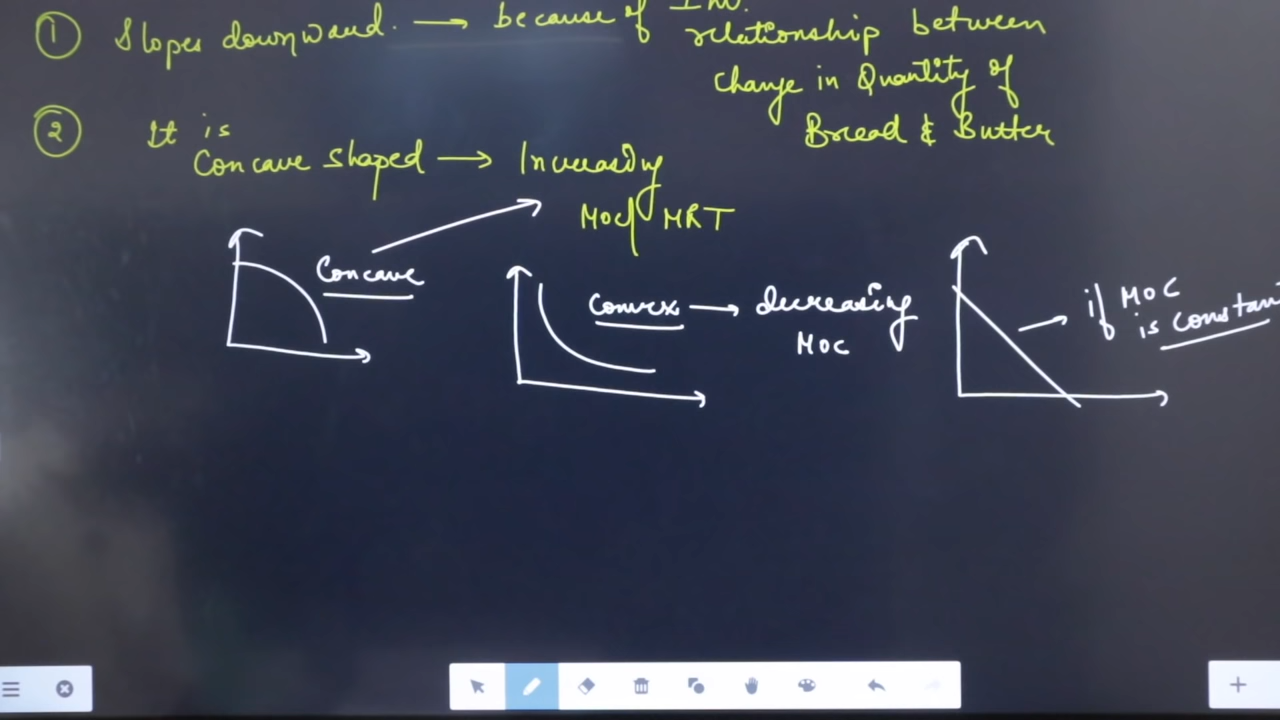 1 Slopes downward. → because of
relationship between
change in Quantity of
Bread & Butter
2 It is
Concave shaped → Increasing
MOC/ MRT
Concave
Convex → decreasing
MOC
if MOC
is constan